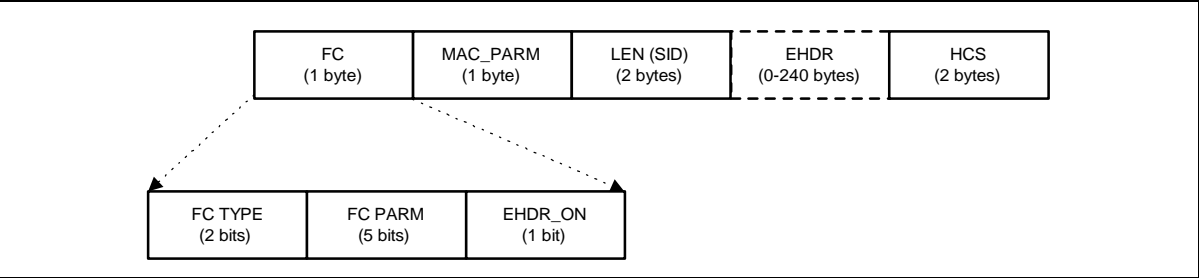 FC
(1 byte)
MAC_PARM
(1 byte)
LEN (SID)
(2 bytes)
EHDR
(0-240 bytes)
HCS
(2 bytes)
FC TYPE
(2 bits)
FC PARM
(5 bits)
EHDR_ON
(1 bit)